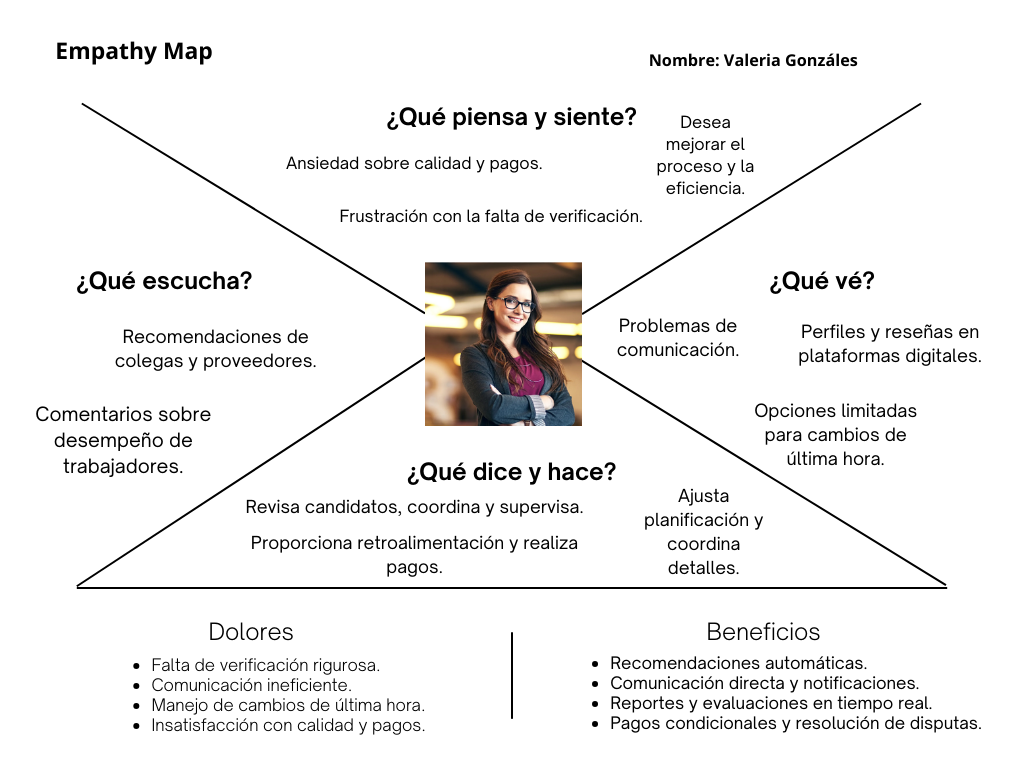 Empathy Map
Nombre: Valeria Gonzáles
¿Qué piensa y siente?
Ansiedad sobre calidad y pagos.
Frustración con la falta de verificación.
Desea
mejorar el
proceso y la
eficiencia.
¿Qué escucha?
Recomendaciones de
colegas y proveedores.
Comentarios sobre
desempeño de
trabajadores.
¿Qué vé?
Problemas de
comunicación.
Perfiles y reseñas en
plataformas digitales.
Opciones limitadas
para cambios de
última hora.
¿Qué dice y hace?
Revisa candidatos, coordina y supervisa.
Proporciona retroalimentación y realiza
pagos.
Ajusta
planificación y
coordina
detalles.
Dolores
• Falta de verificación rigurosa.
• Comunicación ineficiente.
• Manejo de cambios de última hora.
• Insatisfacción con calidad y pagos.
Beneficios
• Recomendaciones automáticas.
• Comunicación directa y notificaciones.
• Reportes y evaluaciones en tiempo real.
• Pagos condicionales y resolución de disputas.